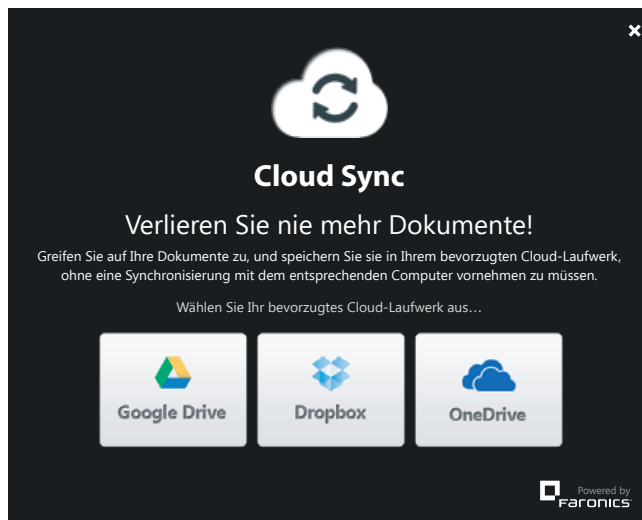 Cloud Sync
Verlieren Sie nie mehr Dokumente!
Greifen Sie auf Ihre Dokumente zu, und speichern Sie sie in Ihrem bevorzugten Cloud-Laufwerk,
ohne eine Synchronisierung mit dem entsprechenden Computer vornehmen zu müssen.
Wählen Sie Ihr bevorzugtes Cloud-Laufwerk aus...
Google Drive
Dropbox
OneDrive
Powered by
FARONICS